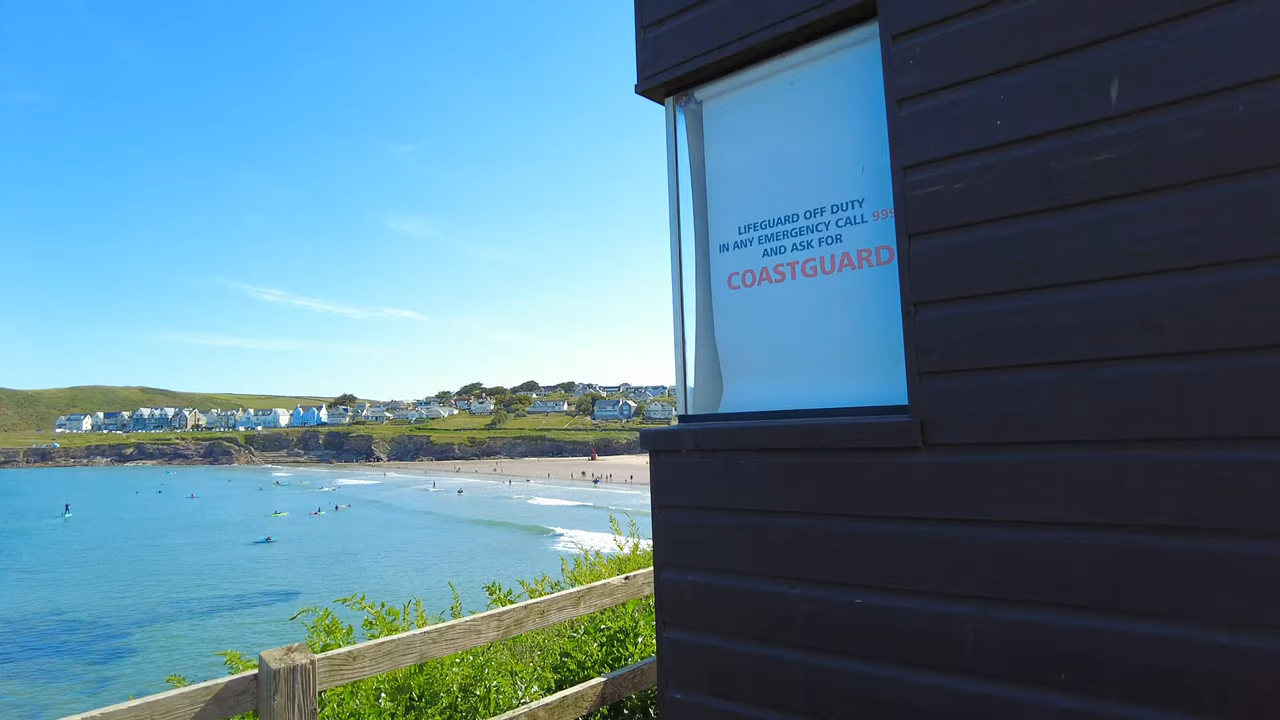 LIFEGUARD OFF DUTY
IN ANY EMERGENCY CALL 999
AND ASK FOR
COASTGUARD